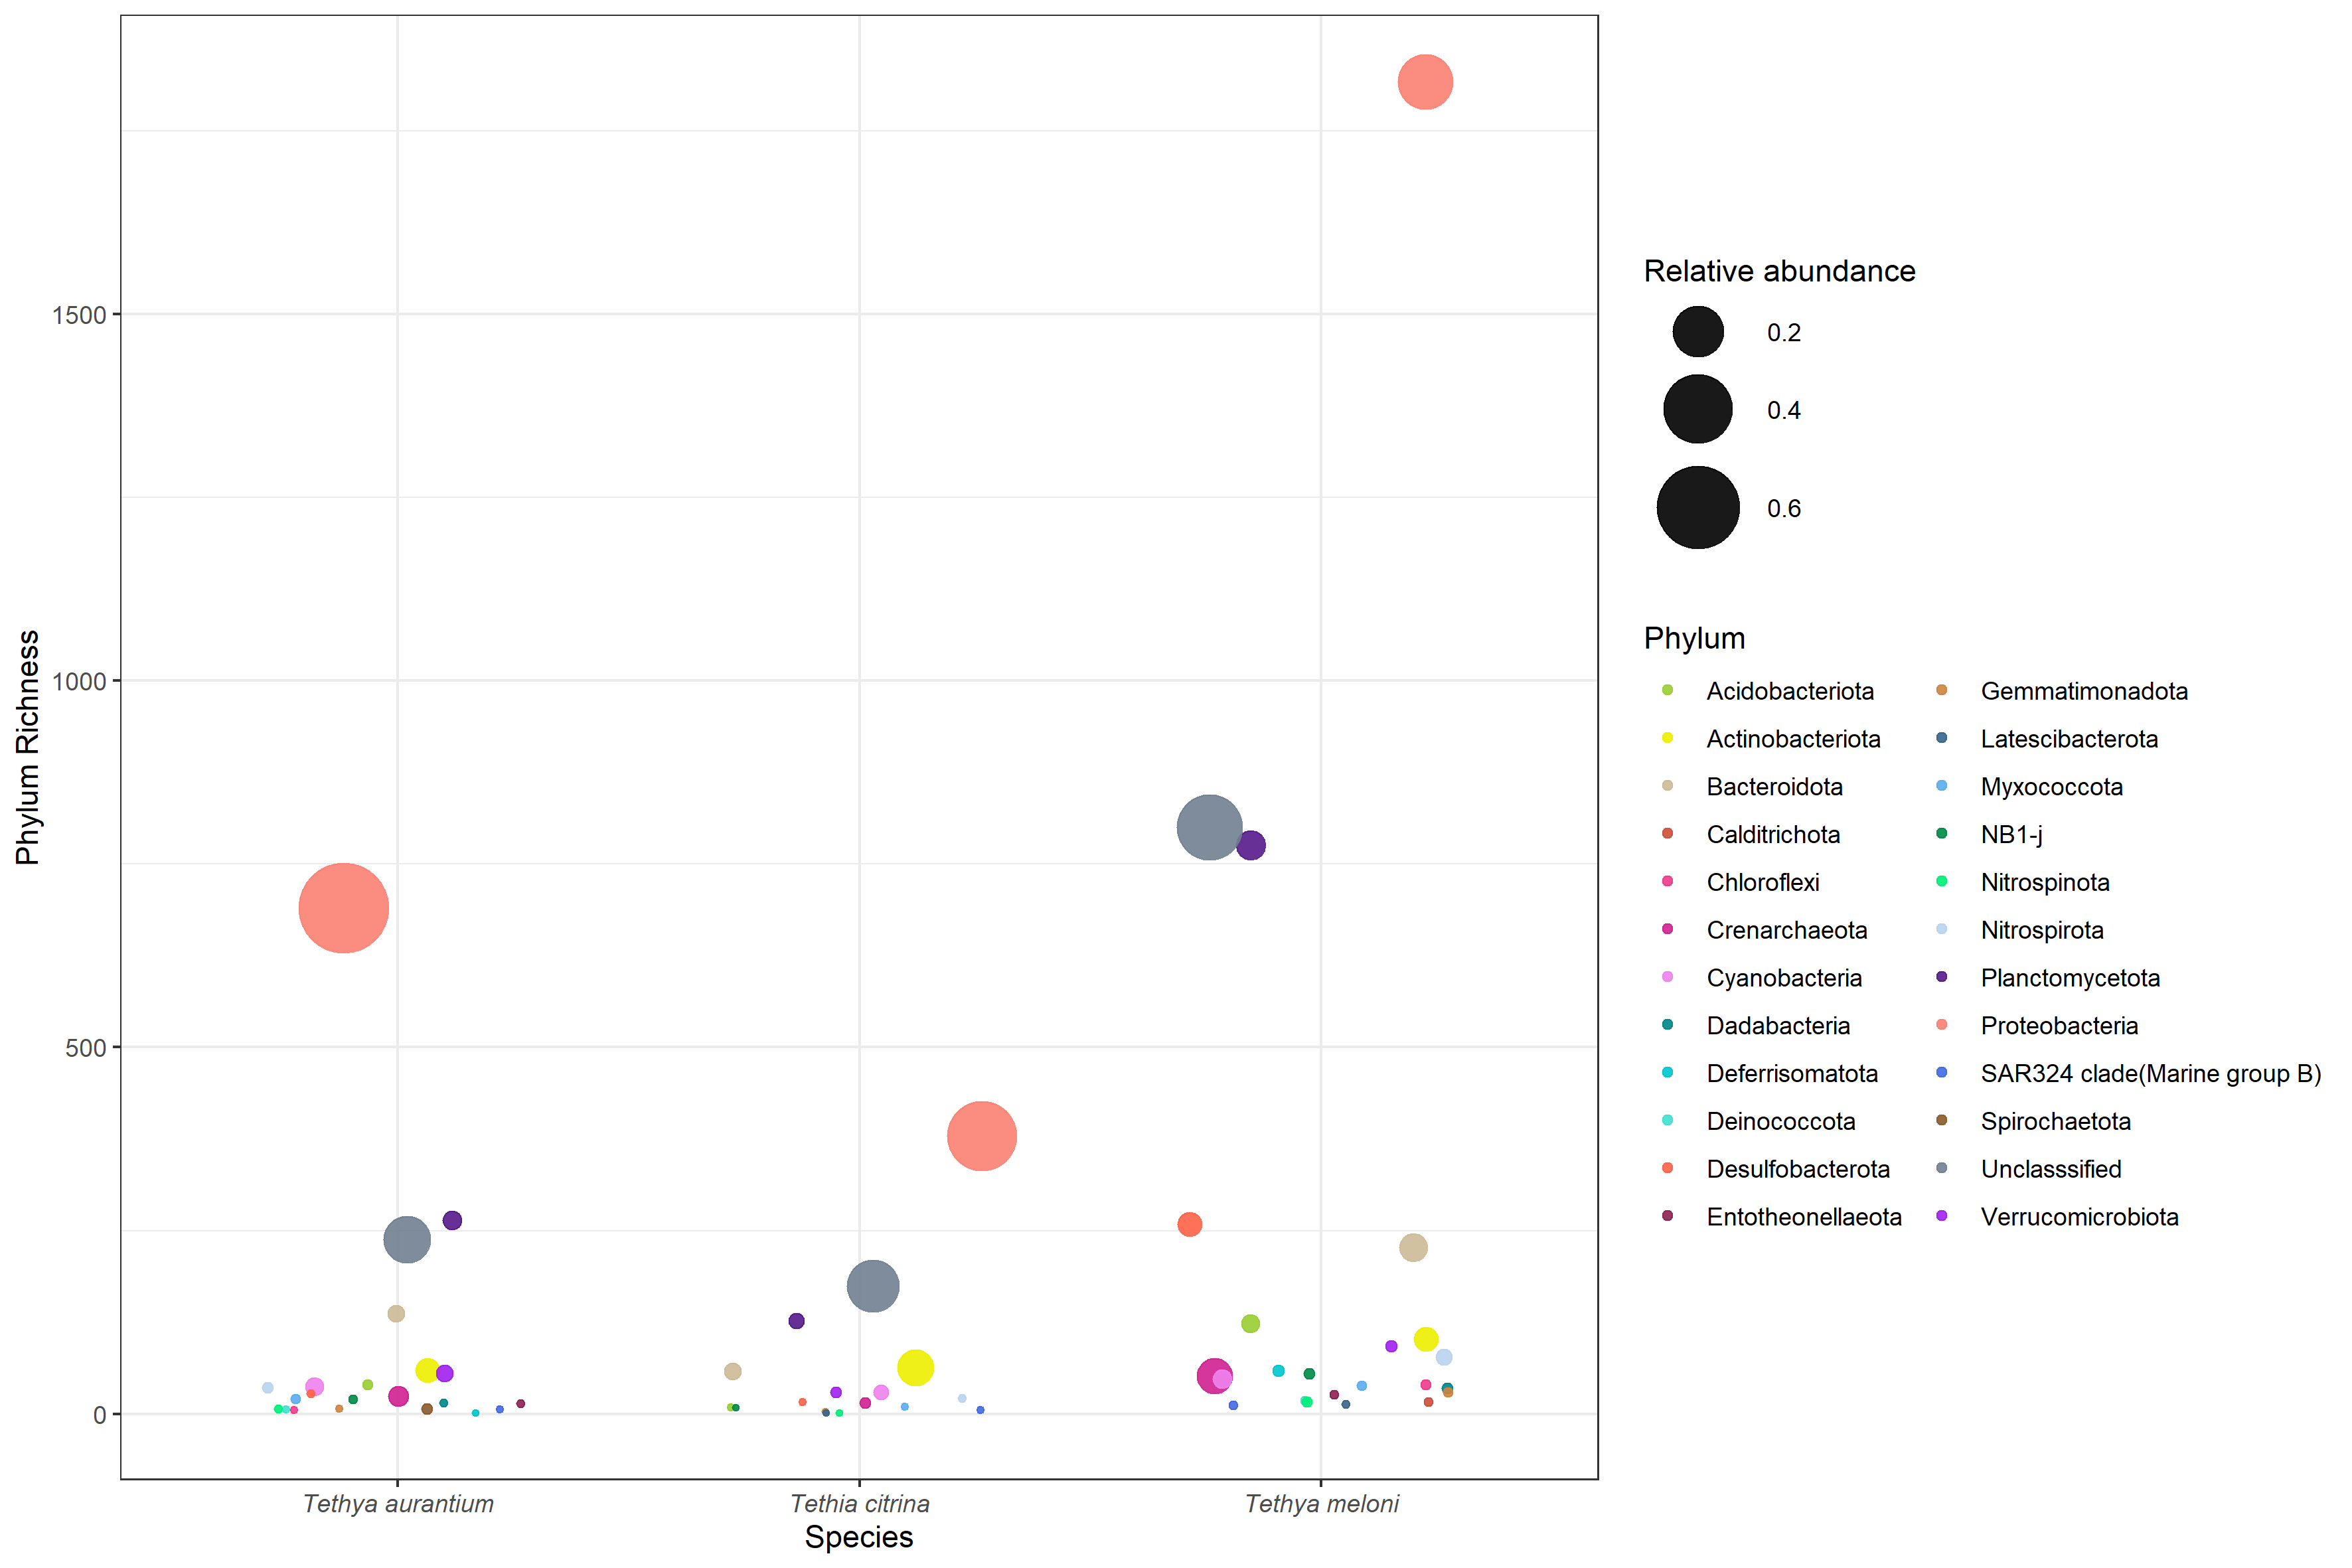 Phylum Richness
1500
1000
500
0
Tethya aurantium
Tethia citrina
Tethya meloni
Species
Relative abundance
0.2
0.4
0.6
Phylum
Acidobacteriota
Actinobacteriota
Bacteroidota
Calditrichota
Chloroflexi
Crenarchaeota
Cyanobacteria
Dadabacteria
Deferrisomatota
Deinococcota
Desulfobacterota
Entotheonellaeota
Gemmatimonadota
Latescibacterota
Myxococcota
NB1-j
Nitrospinota
Nitrospirota
Planctomycetota
Proteobacteria
SAR324 clade(Marine group B)
Spirochaetota
Unclasssified
Verrucomicrobiota